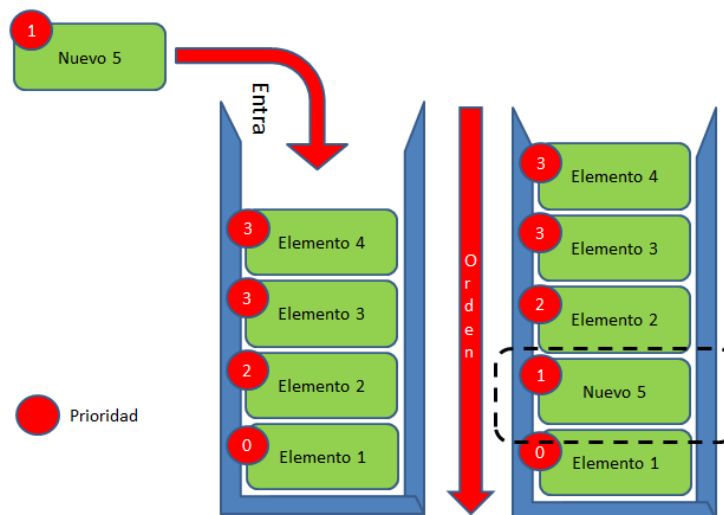 1
Nuevo 5
Entra
3
Elemento 4
3
Elemento 3
2
Elemento 2
0
Elemento 1
Prioridad
Orden
3
Elemento 4
3
Elemento 3
2
Elemento 2
1
Nuevo 5
0
Elemento 1